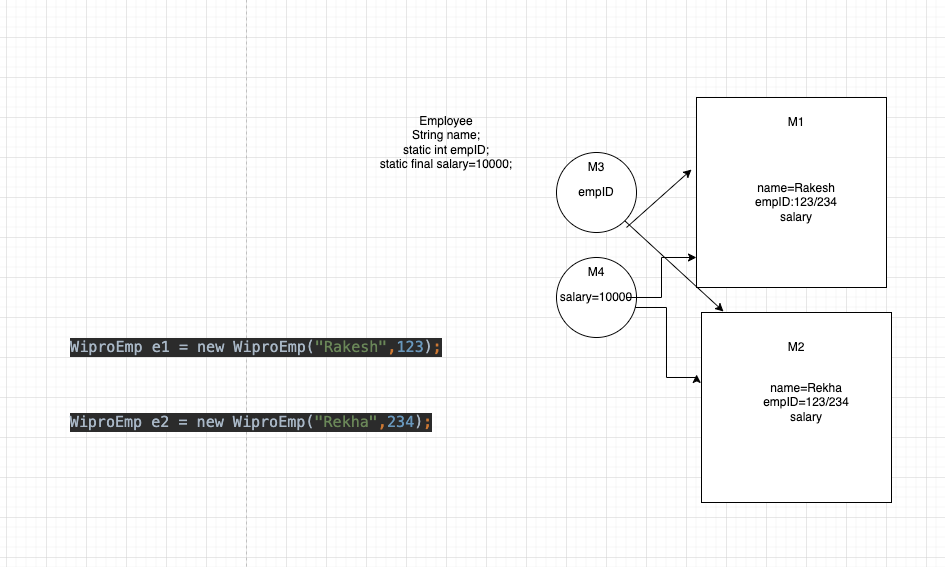 Employee
String name;
static int empID;
static final salary=10000;
M3
empID
M4
salary=10000
M1
name=Rakesh
empID:123/234
salary
M2
name=Rekha
empID=123/234
salary
WiproEmp e1 = new WiproEmp("Rakesh",123);
WiproEmp e2 = new WiproEmp("Rekha",234);